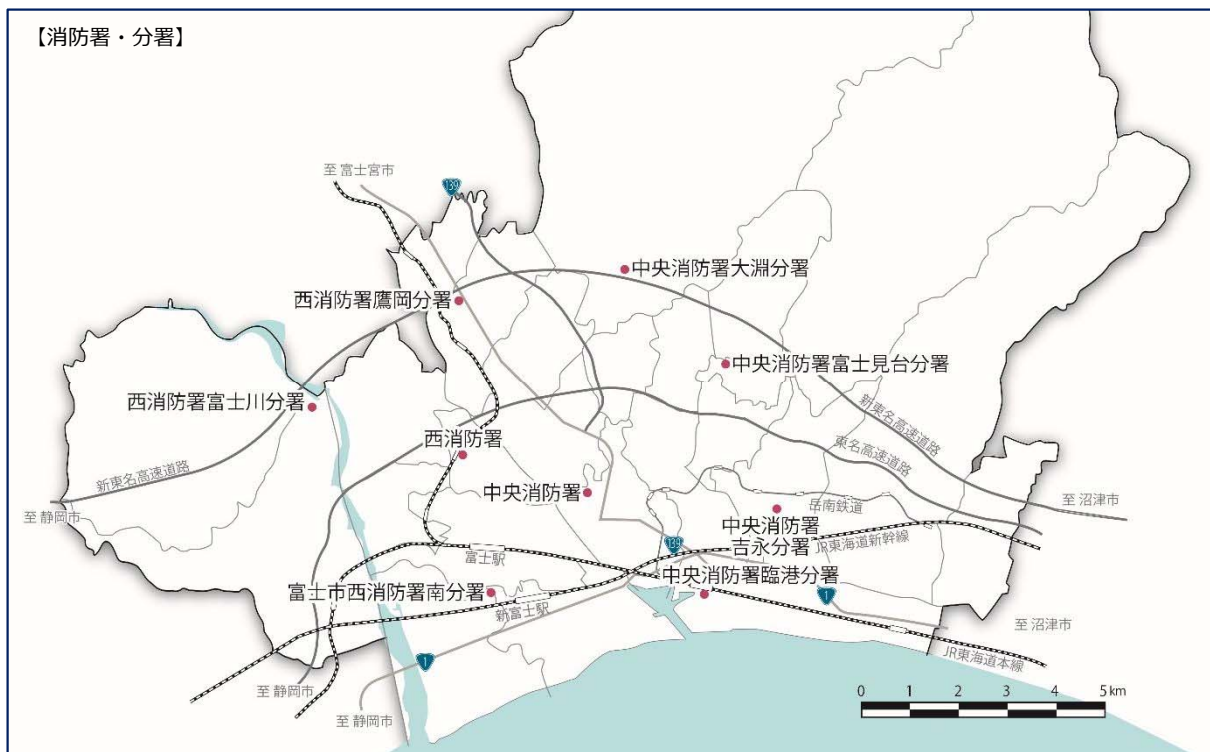 【消防署・分署】
至 富士宮市
139
中央消防署大淵分署
西消防署鷹岡分署
中央消防署富士見台分署
西消防署富士川分署
新東名高速道路
西消防署
東名高速道路
新東名高速道路
中央消防署
岳南鉄道
至 沼津市
至 静岡市
中央消防署
吉永分署
139
JR東海道新幹線
富士駅
中央消防署臨港分署
富士市西消防署南分署
1
新富士駅
至 沼津市
JR東海道本線
1
至 静岡市
至 静岡市
0 1 2 3 4 5km